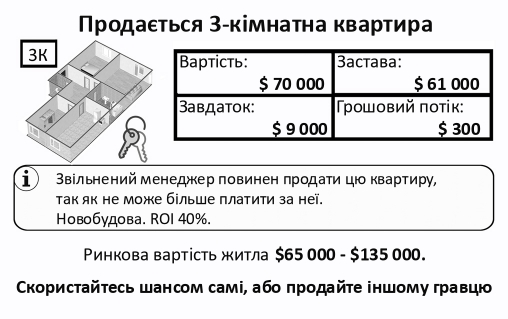 Продається 3-кімнатна квартира
3К
Вартість:
$ 70 000
Застава:
$ 61 000
Завдаток:
$ 9 000
Грошовий потік:
$ 300
i
Звільнений менеджер повинен продати цю квартиру,
так як не може більше платити за неї.
Новобудова. ROI 40%.
Ринкова вартість житла $65 000 - $135 000.
Скористайтесь шансом самі, або продайте іншому гравцю